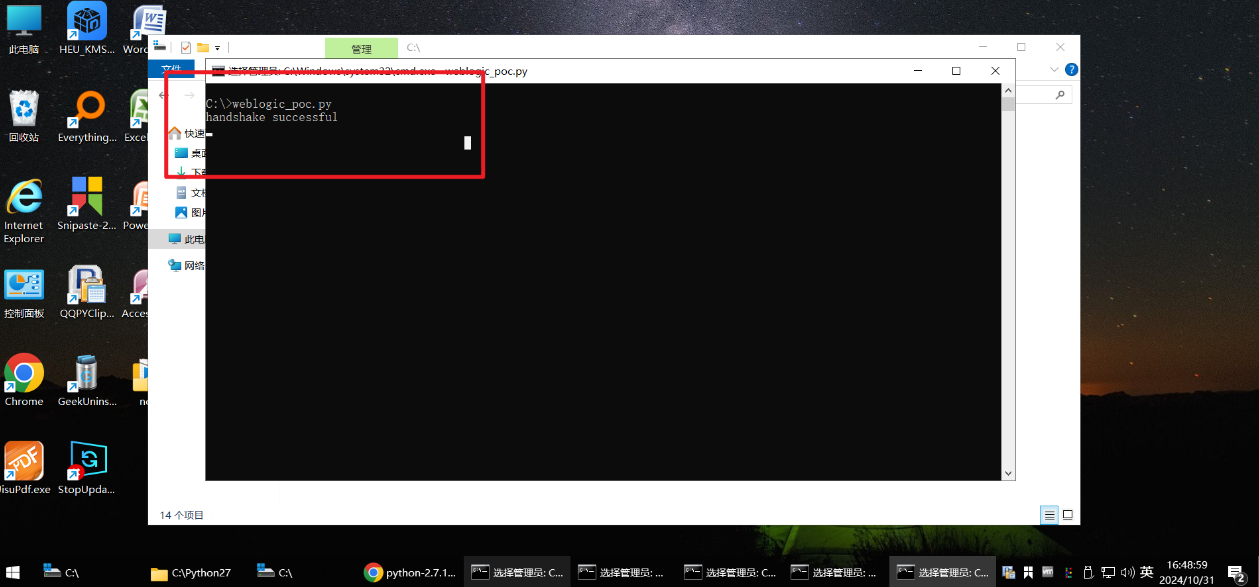 此电脑
HEU_KMS...
Word
回收站
Everything...
Excel
Internet
Explorer
Snipaste-2...
Powe
控制面板
QQPYClip...
Acces
Chrome
GeekUnins...
ne
JisuPdf.exe
StopUpda...
管理
C:\
文件
选择管理员: C:\Windows\system32\cmd.exe - weblogic_poc.py
C:\>weblogic_poc.py
handshake successful
快速
桌面
下载
文档
图片
此电脑
网络
14 个项目
C:\
C:\Python27
C:\
python-2.7.1...
选择管理员: C...
选择管理员: ...
选择管理员: C...
选择管理员: ...
选择管理员: C...
英
16:48:59
2024/10/31
2